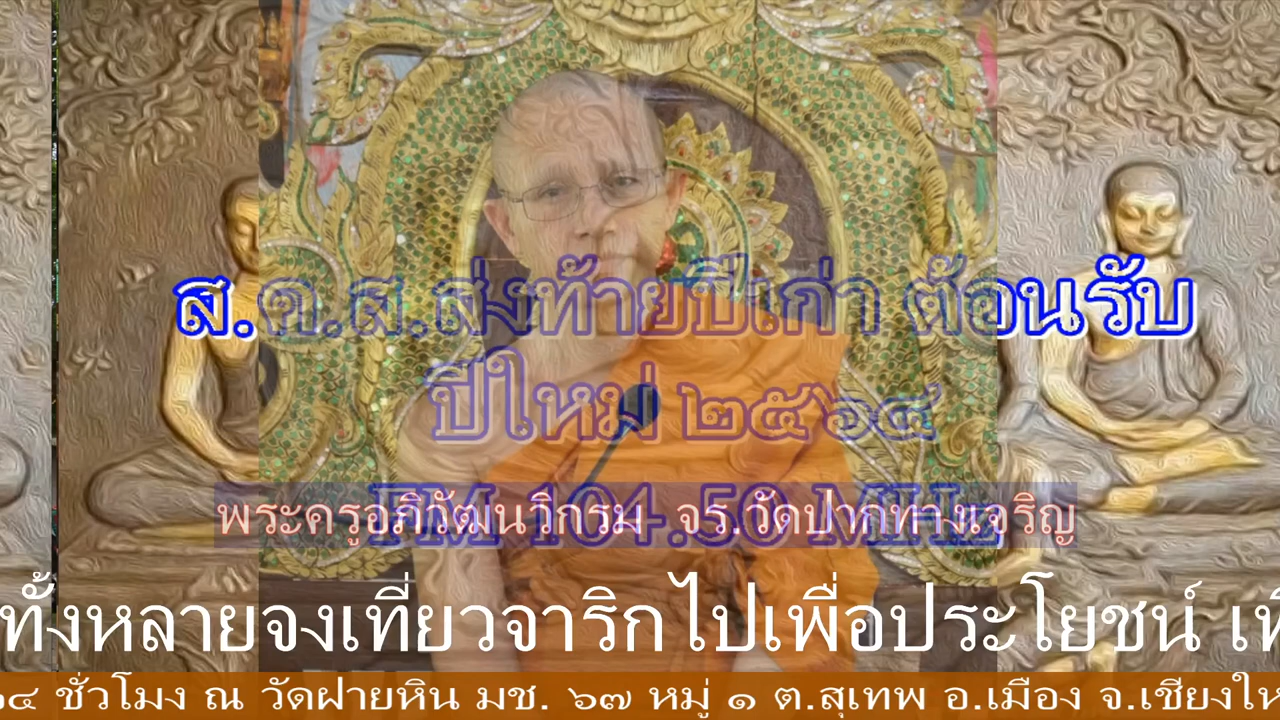 ส.ค.ส.ส่งท้ายปีเก่า ต้อนรับ
ปีใหม่ ๒๕๖๔
FM 104.50 MHz
พระครูอภิวัฒนวิกรม จร.วัดปากทางเจริญ
ทั้งหลายจงเที่ยวจาริกไปเพื่อประโยชน์ เพื
๖๔ ชั่วโมง ณ วัดฝายหิน มช. ๖๗ หมู่ ๑ ต.สุเทพ อ.เมือง จ.เชียงให